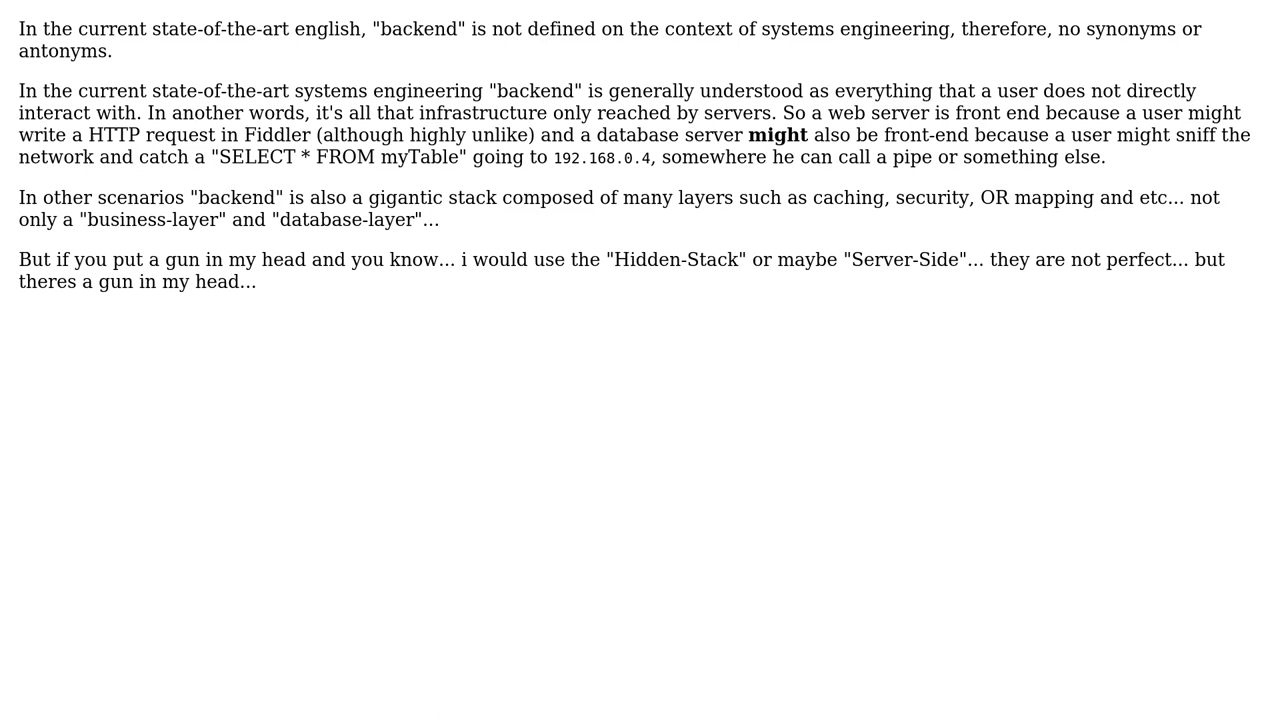 In the current state-of-the-art english, "backend" is not defined on the context of systems engineering, therefore, no synonyms or
antonyms.
In the current state-of-the-art systems engineering "backend" is generally understood as everything that a user does not directly
interact with. In another words, it's all that infrastructure only reached by servers. So a web server is front end because a user might
write a HTTP request in Fiddler (although highly unlike) and a database server might also be front-end because a user might sniff the
network and catch a "SELECT * FROM myTable" going to 192.168.0.4, somewhere he can call a pipe or something else.
In other scenarios "backend" is also a gigantic stack composed of many layers such as caching, security, OR mapping and etc... not
only a "business-layer" and "database-layer"...
But if you put a gun in my head and you know... i would use the "Hidden-Stack" or maybe "Server-Side"... they are not perfect... but
theres a gun in my head...